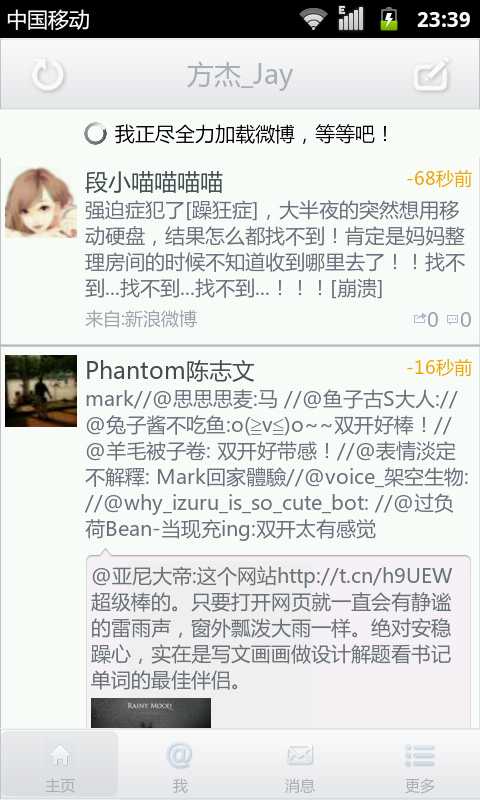 中国移动
E
23:39
方杰_Jay
我正尽全力加载微博，等等吧！
段小喵喵喵喵
-68秒前
强迫症犯了[躁狂症]，大半夜的突然想用移
动硬盘，结果怎么都找不到！肯定是妈妈整
理房间的时候不知道收到哪里去了！！找不
到...找不到...找不到...！！！[崩溃]
来自:新浪微博
0
0
Phantom陈志文
-16秒前
mark//@思思思麦:马 //@鱼子古S大人://
@兔子酱不吃鱼:o(≧v≦)o~~双开好棒！//
@羊毛被子卷: 双开好带感！//@表情淡定
不解釋: Mark回家體驗//@voice_架空生物:
//@why_izuru_is_so_cute_bot: //@过负
荷Bean-当现充ing:双开太有感觉
@亚尼大帝:这个网站http://t.cn/h9UEW
超级棒的。只要打开网页就一直会有静谧
的雷雨声，窗外瓢泼大雨一样。绝对安稳
躁心，实在是写文画画做设计解题看书记
单词的最佳伴侣。
RAINY MOOD
主页
我
消息
更多